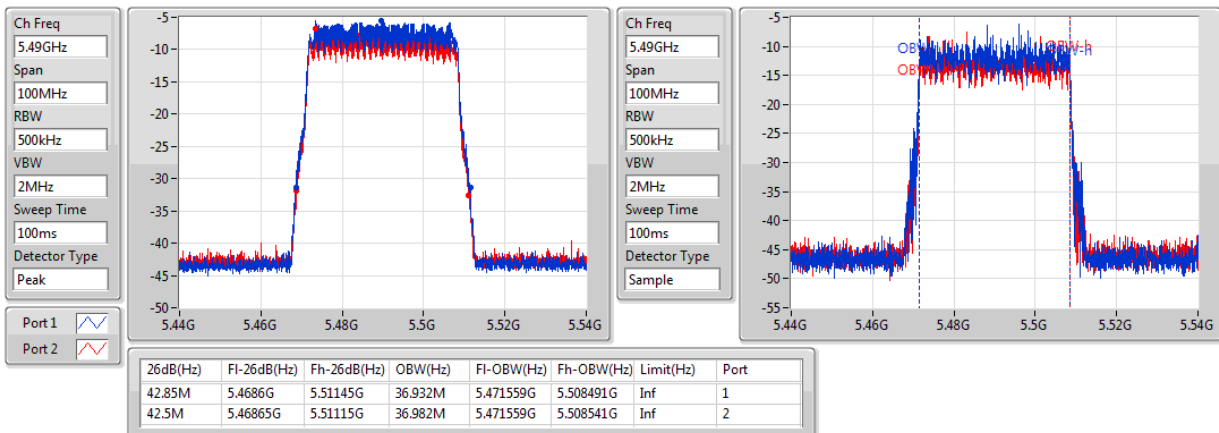 Ch Freq
5.49GHz
Span
100MHz
RBW
500kHz
VBW
2MHz
Sweep Time
100ms
Detector Type
Peak
Port 1
Port 2
-5
-10
-15
-20
-25
-30
-35
-40
-45
-50
5.44G 5.46G 5.48G 5.5G 5.52G 5.54G
Ch Freq
5.49GHz
Span
100MHz
RBW
500kHz
VBW
2MHz
Sweep Time
100ms
Detector Type
Sample
-5
-10
-15
-20
-25
-30
-35
-40
-45
-50
-55
OBW-h
5.44G 5.46G 5.48G 5.5G 5.52G 5.54G
26dB(Hz) Fl-26dB(Hz) Fh-26dB(Hz) OBW(Hz) Fl-OBW(Hz) Fh-OBW(Hz) Limit(Hz) Port
42.85M 5.4686G 5.51145G 36.932M 5.471559G 5.508491G Inf 1
42.5M 5.46865G 5.51115G 36.982M 5.471559G 5.508541G Inf 2